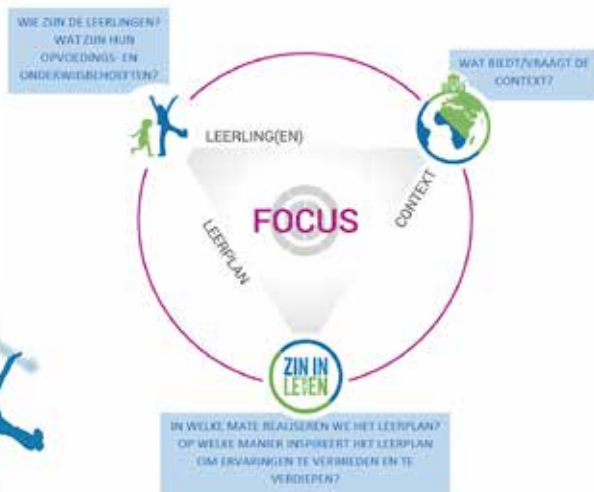 WIE ZIJN DE LEERLINGEN?
WAT ZIJN HUN
OPVOEDINGS- EN
ONDERWIJSBEHOEFTEN?
WAT BIEDT/VRAAGT DE
CONTEXT?
LEERLING(EN)
CONTEXT
FOCUS
LEERPLAN
ZIN IN
LEREN
IN WELKE MATE REALISEREN WE HET LEERPLAN?
OP WELKE MANIER INSPIREERT HET LEERPLAN
OM ERVARINGEN TE VERBREDEN EN TE
VERDIEPEN?